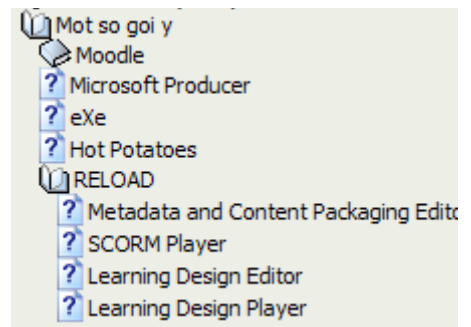 Mot so goi y
Moodle
Microsoft Producer
eXe
Hot Potatoes
RELOAD
Metadata and Content Packaging Edito
SCORM Player
Learning Design Editor
Learning Design Player